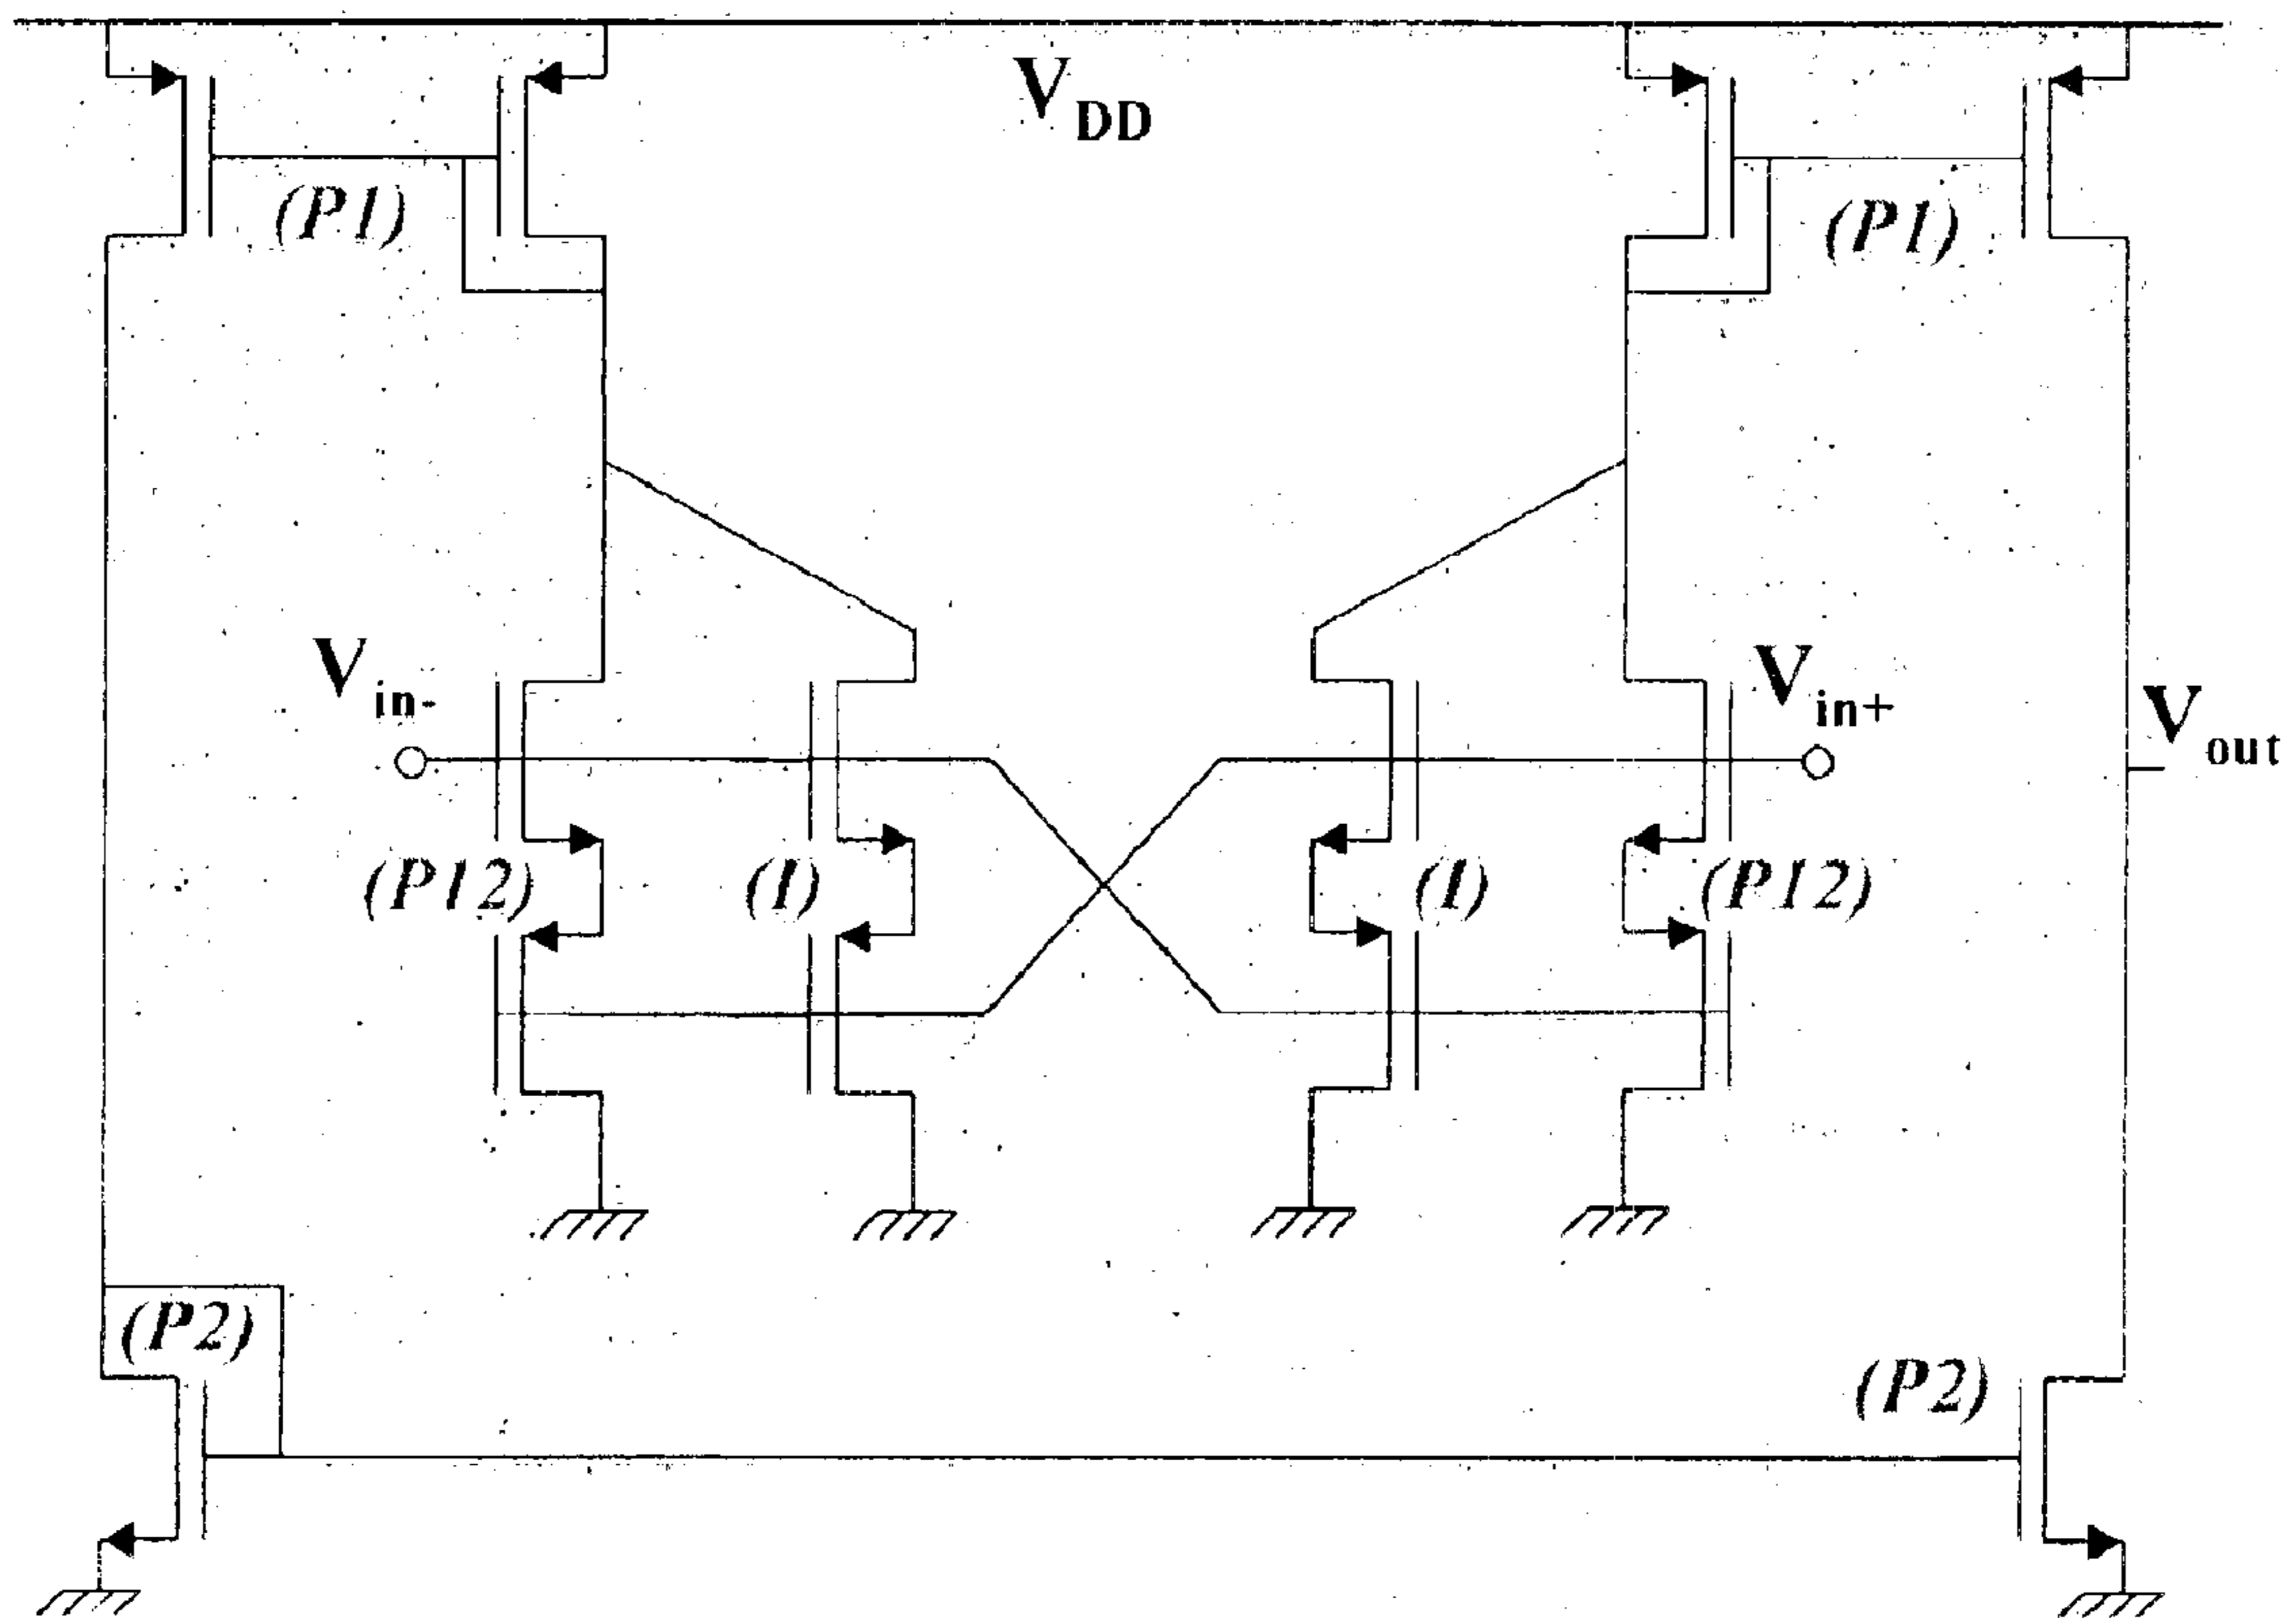 V_DD
(P1)
(P1)
V_in-
V_in+
V_out
(P12)
(I)
(I)
(P12)
(P2)
(P2)